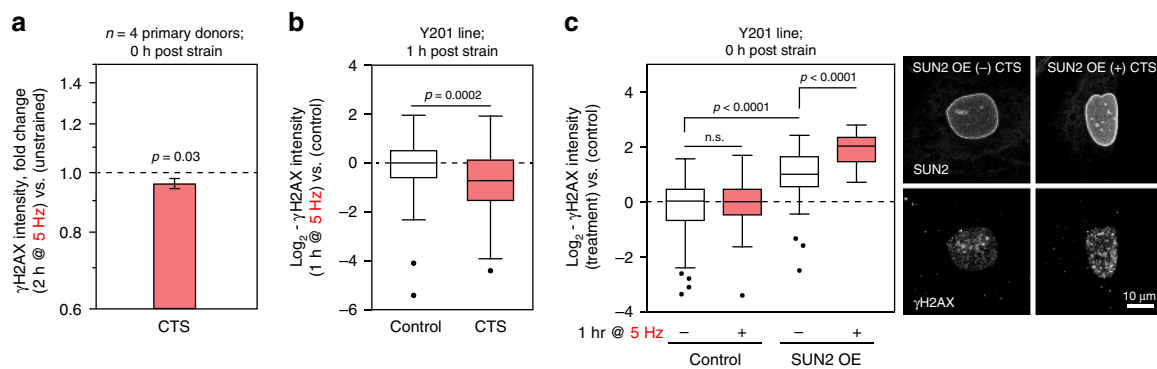 a
n = 4 primary donors;
0 h post strain
γH2AX intensity, fold change
(2 h @ 5 Hz) vs. (unstrained)
1.4
1.2
1.0
0.8
0.6
p = 0.03
CTS
b
Y201 line;
1 h post strain
Log2 - γH2AX intensity
(1 h @ 5 Hz) vs. (control)
4
2
0
–2
–4
–6
p = 0.0002
Control
CTS
c
Y201 line;
0 h post strain
Log2 - γH2AX intensity
(treatment) vs. (control)
4
2
0
–2
–4
p < 0.0001
p < 0.0001
n.s.
1 hr @ 5 Hz – + – +
Control SUN2 OE
SUN2 OE (–) CTS
SUN2 OE (+) CTS
SUN2
γH2AX
10 μm